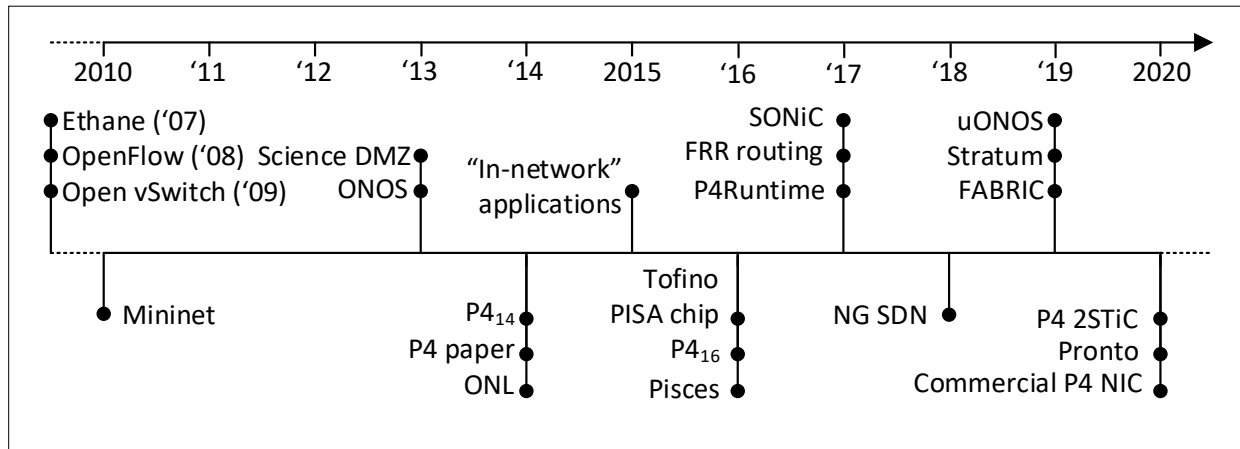 2010 ‘11 ‘12 ‘13 ‘14 2015 ‘16 ‘17 ‘18 ‘19 2020
Ethane (‘07)
OpenFlow (‘08)
Open vSwitch (‘09)
Science DMZ
ONOS
“In-network”
applications
SONiC
FRR routing
P4Runtime
uONOS
Stratum
FABRIC
Mininet
P4₁₄
P4 paper
ONL
Tofino
PISA chip
P4₁₆
Pisces
NG SDN
P4 2STiC
Pronto
Commercial P4 NIC